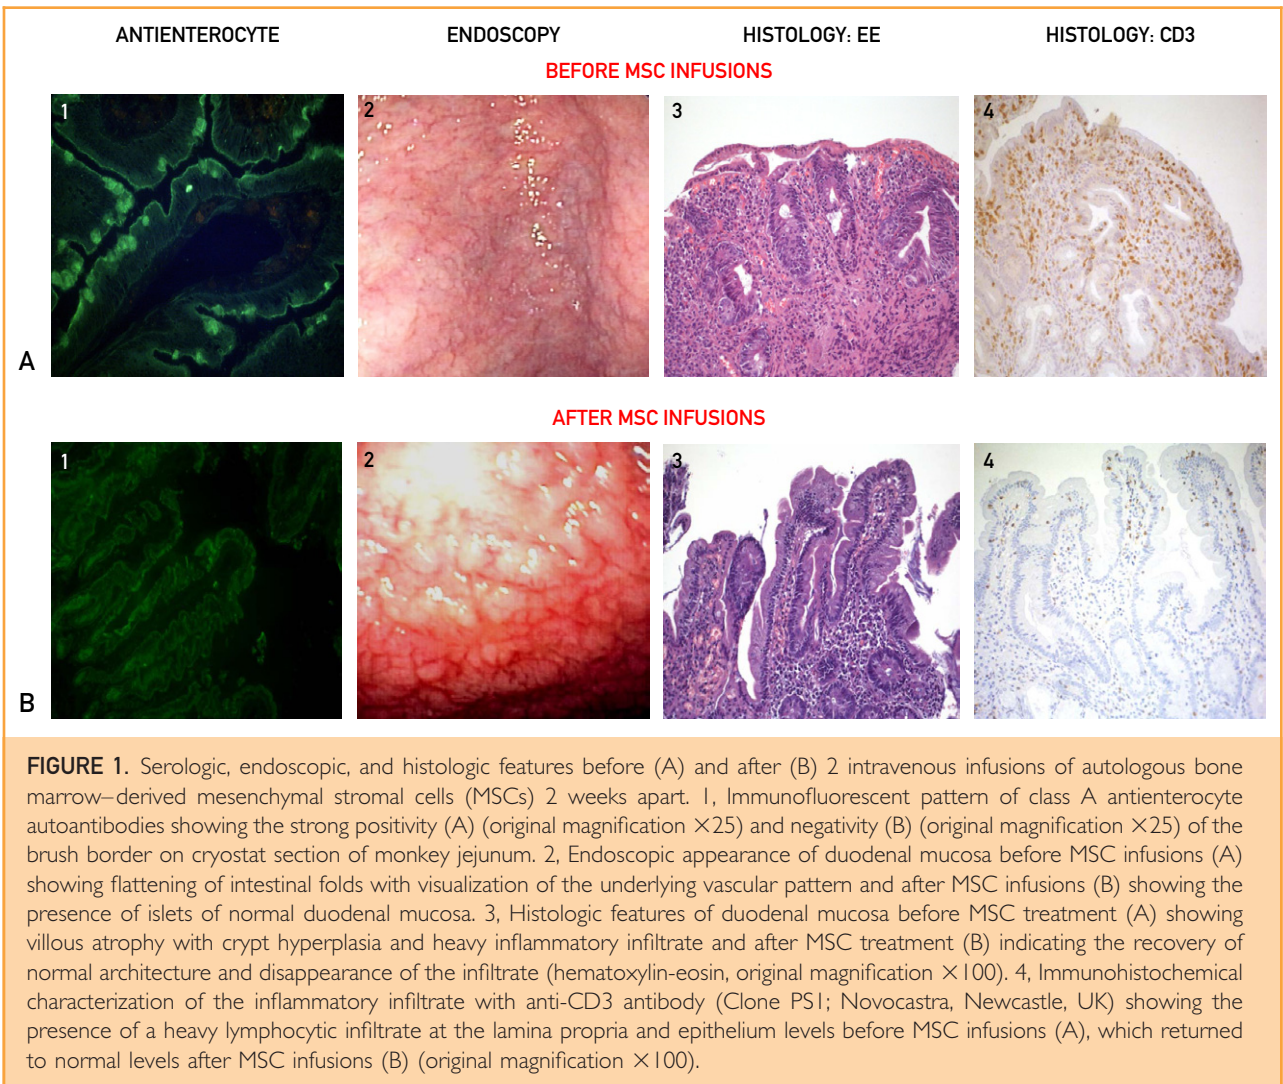 ANTIENTEROCYTE ENDOSCOPY HISTOLOGY: EE HISTOLOGY: CD3
BEFORE MSC INFUSIONS
1 2 3 4
A
AFTER MSC INFUSIONS
1 2 3 4
B
FIGURE 1. Serologic, endoscopic, and histologic features before (A) and after (B) 2 intravenous infusions of autologous bone
marrow–derived mesenchymal stromal cells (MSCs) 2 weeks apart. 1, Immunofluorescent pattern of class A antienterocyte
autoantibodies showing the strong positivity (A) (original magnification ×25) and negativity (B) (original magnification ×25) of the
brush border on cryostat section of monkey jejunum. 2, Endoscopic appearance of duodenal mucosa before MSC infusions (A)
showing flattening of intestinal folds with visualization of the underlying vascular pattern and after MSC infusions (B) showing the
presence of islets of normal duodenal mucosa. 3, Histologic features of duodenal mucosa before MSC treatment (A) showing
villous atrophy with crypt hyperplasia and heavy inflammatory infiltrate and after MSC treatment (B) indicating the recovery of
normal architecture and disappearance of the infiltrate (hematoxylin-eosin, original magnification ×100). 4, Immunohistochemical
characterization of the inflammatory infiltrate with anti-CD3 antibody (Clone PS1; Novocastra, Newcastle, UK) showing the
presence of a heavy lymphocytic infiltrate at the lamina propria and epithelium levels before MSC infusions (A), which returned
to normal levels after MSC infusions (B) (original magnification ×100).